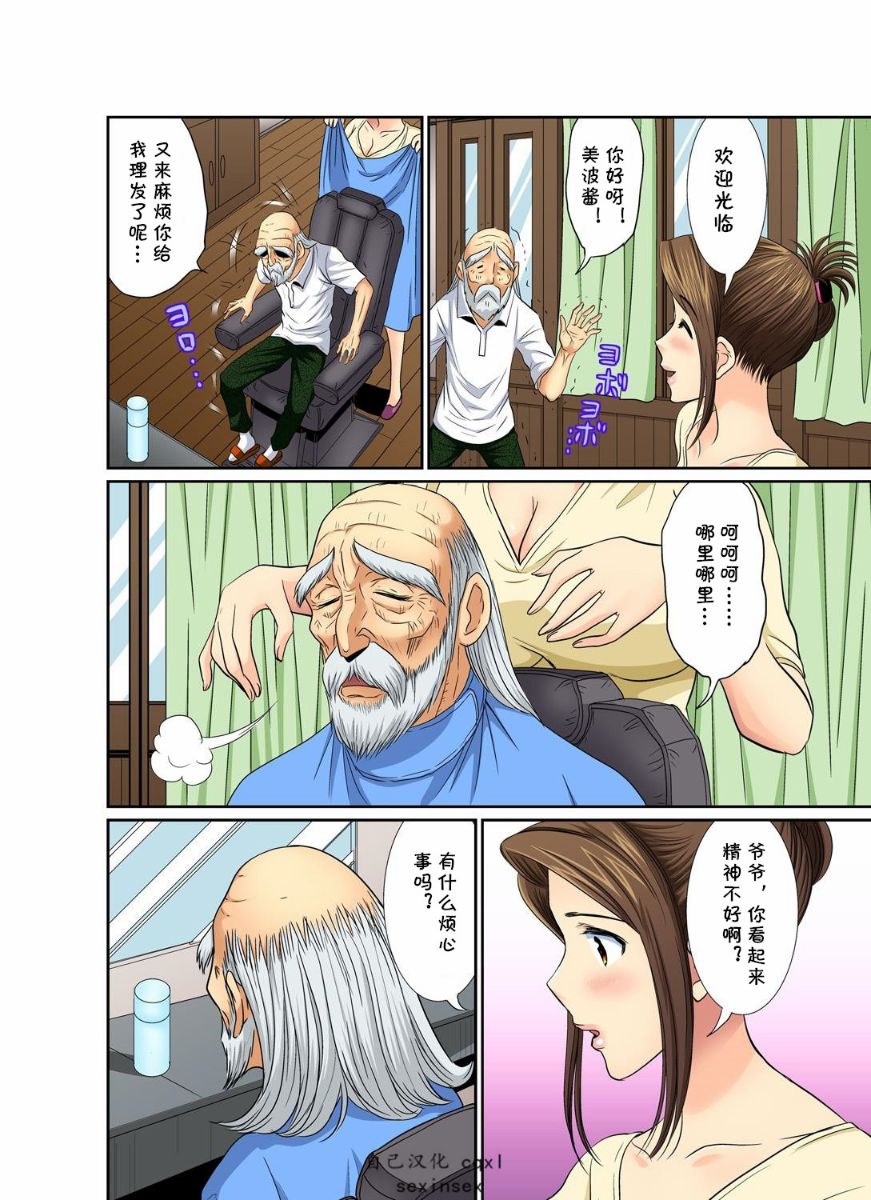 欢迎光临
你好呀！
美波酱！
ヨボ
ヨボ…
又来麻烦你给
我理发了呢…
ヨロ…
呵呵呵……
哪里哪里…
爷爷，你看起来
精神不好啊？
有什么烦心
事吗？
自己汉化 cqxl
sexinsex